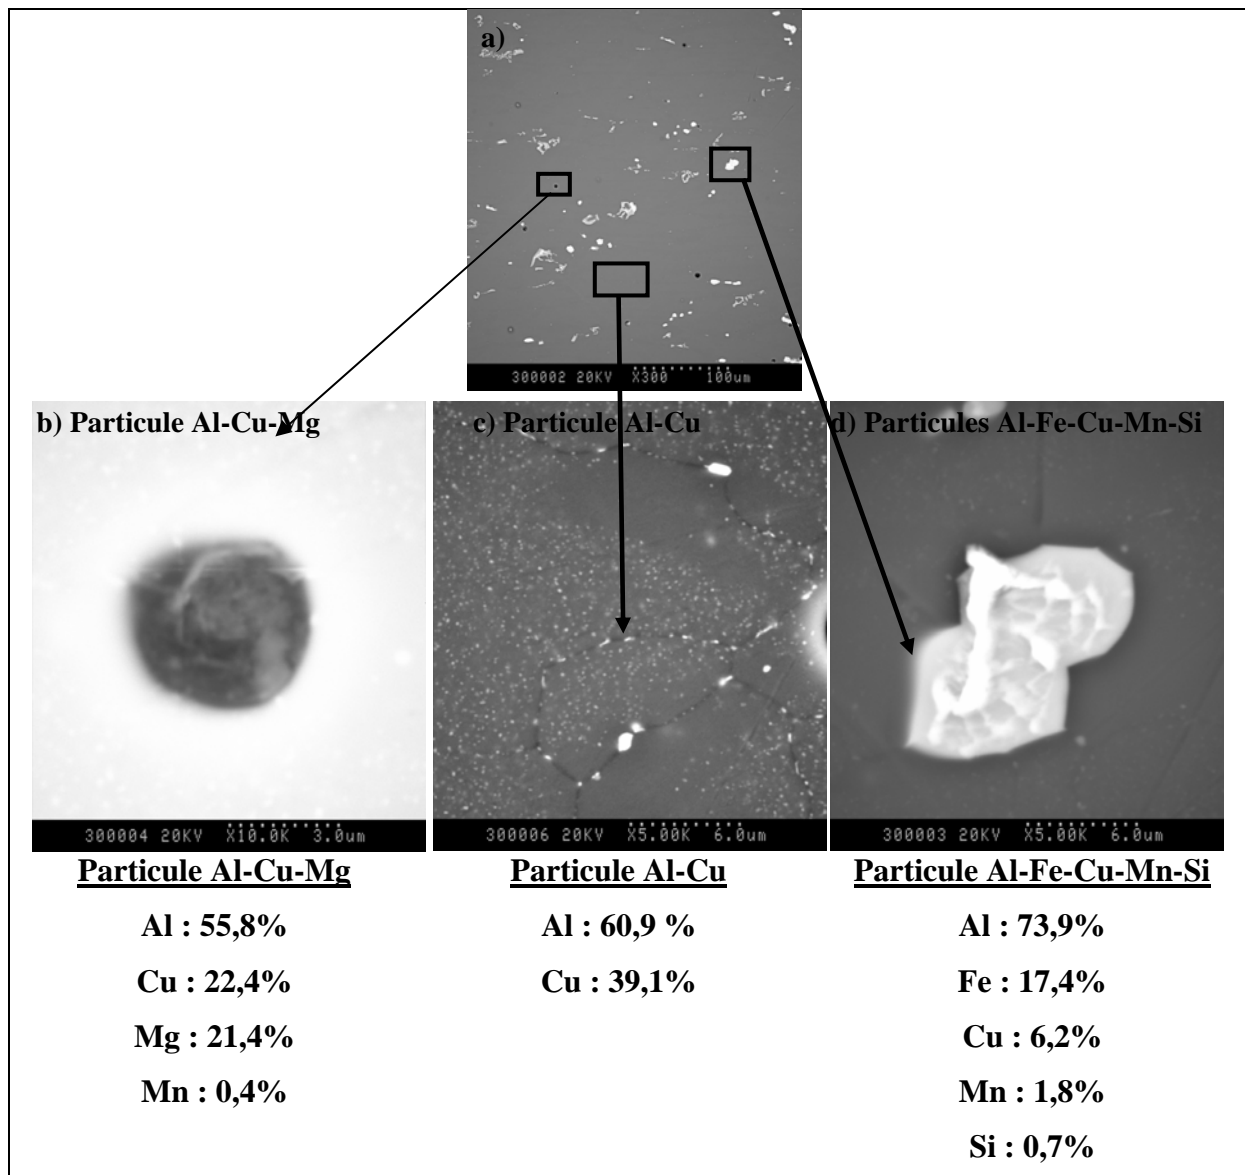 a)
300002 20KV X300 100um
b) Particule Al-Cu-Mg
c) Particule Al-Cu
d) Particules Al-Fe-Cu-Mn-Si
300004 20KV X10.0K 3.0um
300006 20KV X5.00K 6.0um
300003 20KV X5.00K 6.0um
Particule Al-Cu-Mg
Al : 55,8%
Cu : 22,4%
Mg : 21,4%
Mn : 0,4%
Particule Al-Cu
Al : 60,9 %
Cu : 39,1%
Particule Al-Fe-Cu-Mn-Si
Al : 73,9%
Fe : 17,4%
Cu : 6,2%
Mn : 1,8%
Si : 0,7%